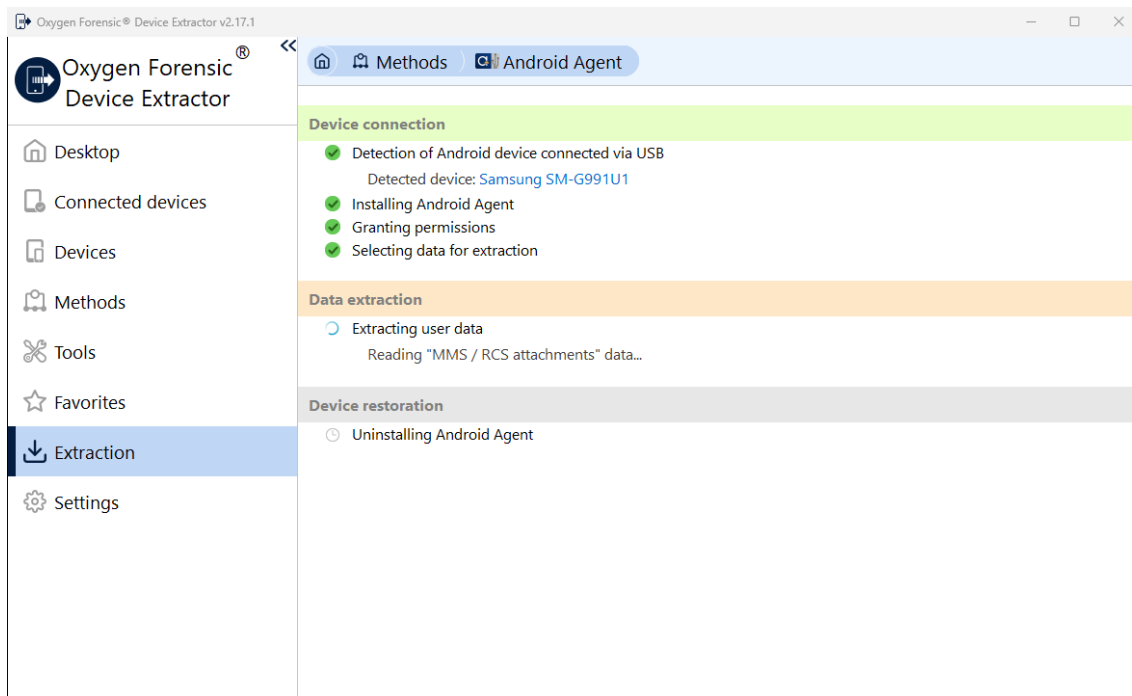 Oxygen Forensic® Device Extractor v2.17.1
Oxygen Forensic®
Device Extractor
Desktop
Connected devices
Devices
Methods
Tools
Favorites
Extraction
Settings
Methods Android Agent
Device connection
Detection of Android device connected via USB
Detected device: Samsung SM-G991U1
Installing Android Agent
Granting permissions
Selecting data for extraction
Data extraction
Extracting user data
Reading "MMS / RCS attachments" data...
Device restoration
Uninstalling Android Agent